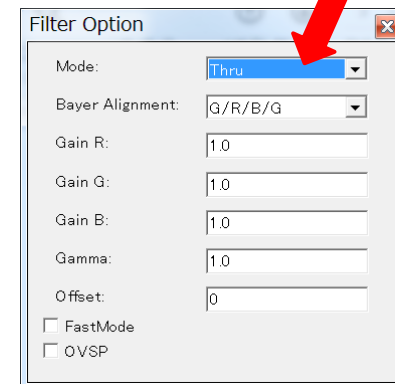 Filter Option
Mode: Thru
Bayer Alignment: G/R/B/G
Gain R: 1.0
Gain G: 1.0
Gain B: 1.0
Gamma: 1.0
Offset: 0
FastMode
OVSP